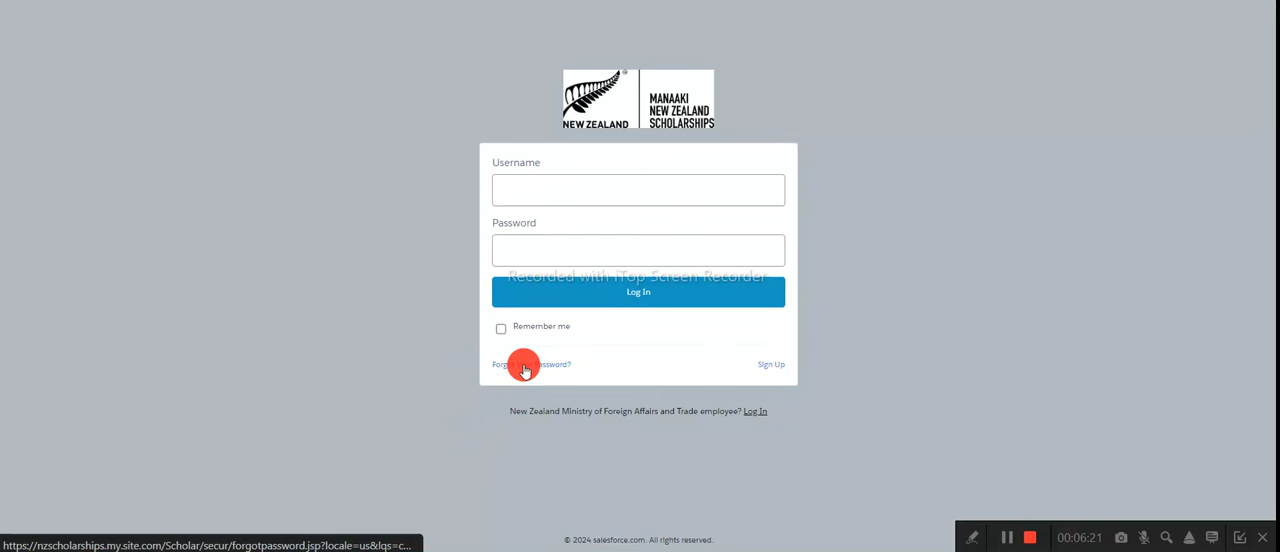 NEW ZEALAND
MANAAKI
NEW ZEALAND
SCHOLARSHIPS
Username
Password
Recorded with iTop Screen Recorder
Log In
Remember me
Forgot Password?
Sign Up
New Zealand Ministry of Foreign Affairs and Trade employee? Log In
© 2024 salesforce.com. All rights reserved.
https://nzscholarships.my.site.com/Scholar/secur/forgotpassword.jsp?locale=us&lqs=c...
00:06:21